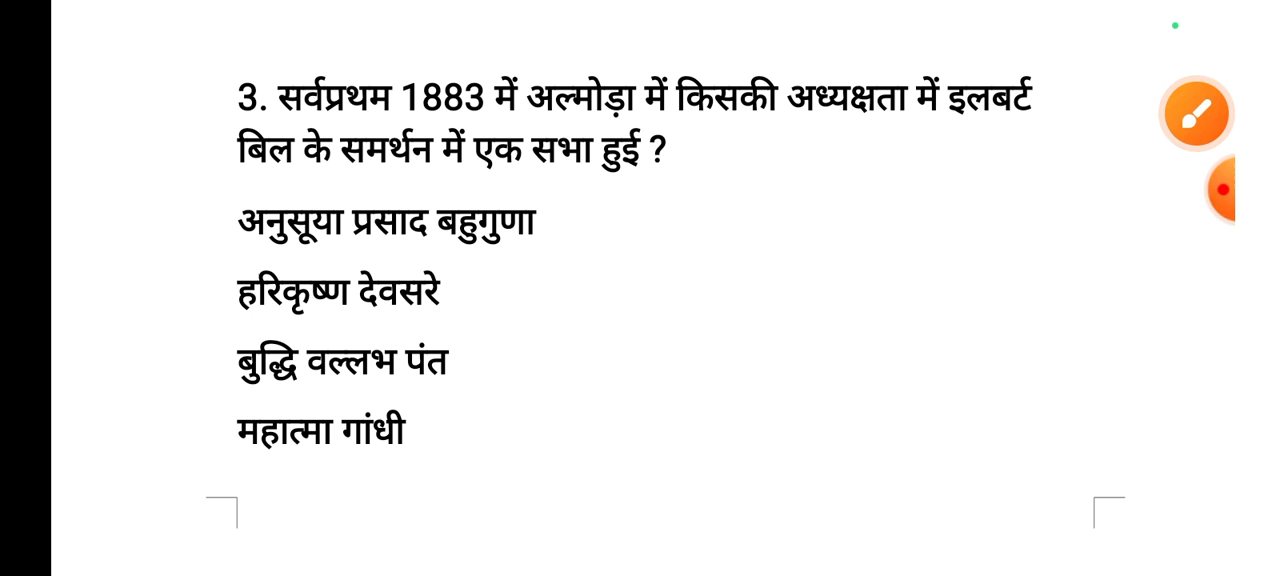 3. सर्वप्रथम 1883 में अल्मोड़ा में किसकी अध्यक्षता में इलबर्ट
बिल के समर्थन में एक सभा हुई ?
अनुसूया प्रसाद बहुगुणा
हरिकृष्ण देवसरे
बुद्धि वल्लभ पंत
महात्मा गांधी